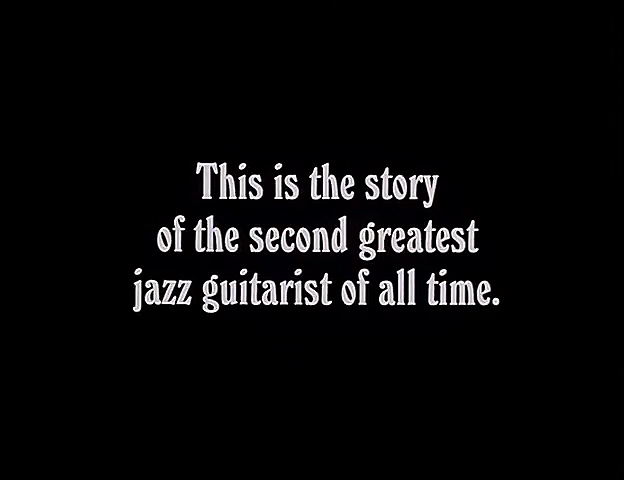 This is the story
of the second greatest
jazz guitarist of all time.